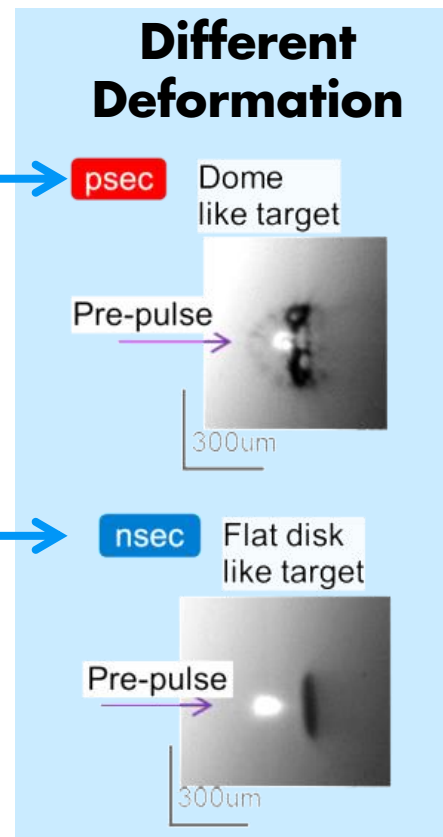 Different
Deformation
psec
Dome
like target
Pre-pulse
300um
nsec
Flat disk
like target
Pre-pulse
300um